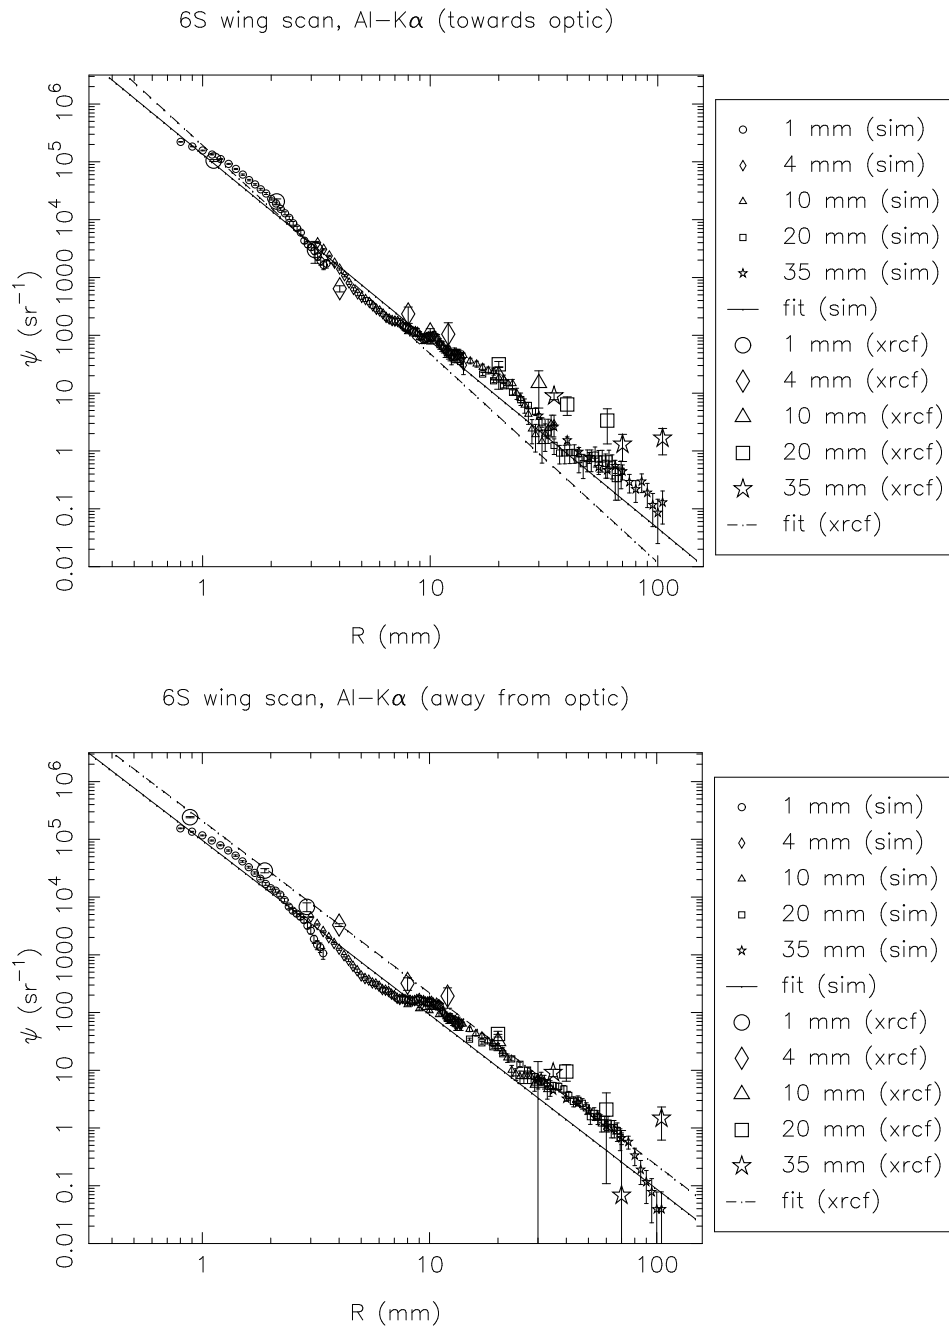 6S wing scan, Al−Kα (towards optic)
ψ (sr⁻¹)
10⁶
10⁵
10⁴
1000
100
10
1
0.1
0.01
1
10
100
R (mm)
1 mm (sim)
4 mm (sim)
10 mm (sim)
20 mm (sim)
35 mm (sim)
fit (sim)
1 mm (xrcf)
4 mm (xrcf)
10 mm (xrcf)
20 mm (xrcf)
35 mm (xrcf)
fit (xrcf)
6S wing scan, Al−Kα (away from optic)
ψ (sr⁻¹)
10⁶
10⁵
10⁴
1000
100
10
1
0.1
0.01
1
10
100
R (mm)
1 mm (sim)
4 mm (sim)
10 mm (sim)
20 mm (sim)
35 mm (sim)
fit (sim)
1 mm (xrcf)
4 mm (xrcf)
10 mm (xrcf)
20 mm (xrcf)
35 mm (xrcf)
fit (xrcf)